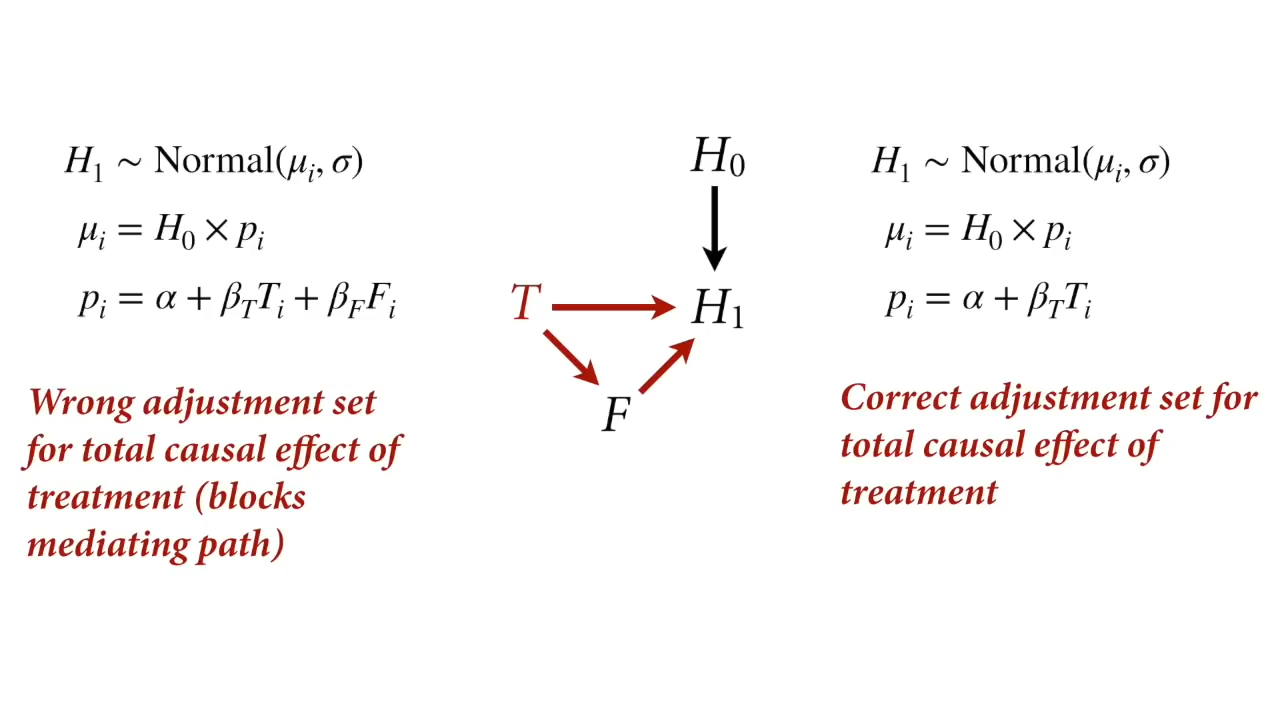 H₁ ~ Normal(μᵢ, σ)
μᵢ = H₀ × pᵢ
pᵢ = α + β_T Tᵢ + β_F Fᵢ
Wrong adjustment set
for total causal effect of
treatment (blocks
mediating path)
H₀
T
H₁
F
H₁ ~ Normal(μᵢ, σ)
μᵢ = H₀ × pᵢ
pᵢ = α + β_T Tᵢ
Correct adjustment set for
total causal effect of
treatment